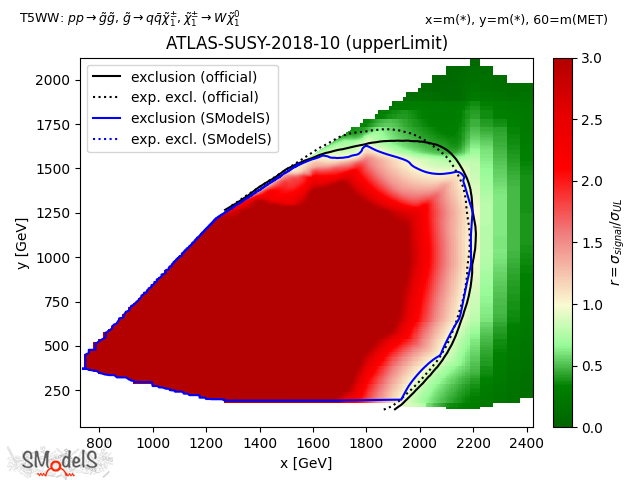 T5WW: pp → g̃g̃, g̃ → qq̄χ̃₁±, χ̃₁± → Wχ̃₁⁰
x=m(*), y=m(*), 60=m(MET)
ATLAS-SUSY-2018-10 (upperLimit)
exclusion (official)
exp. excl. (official)
exclusion (SModelS)
exp. excl. (SModelS)
y [GeV]
2000
1750
1500
1250
1000
750
500
250
800 1000 1200 1400 1600 1800 2000 2200 2400
x [GeV]
3.0
2.5
2.0
1.5
1.0
0.5
0.0
r = σsignal/σUL
SModelS